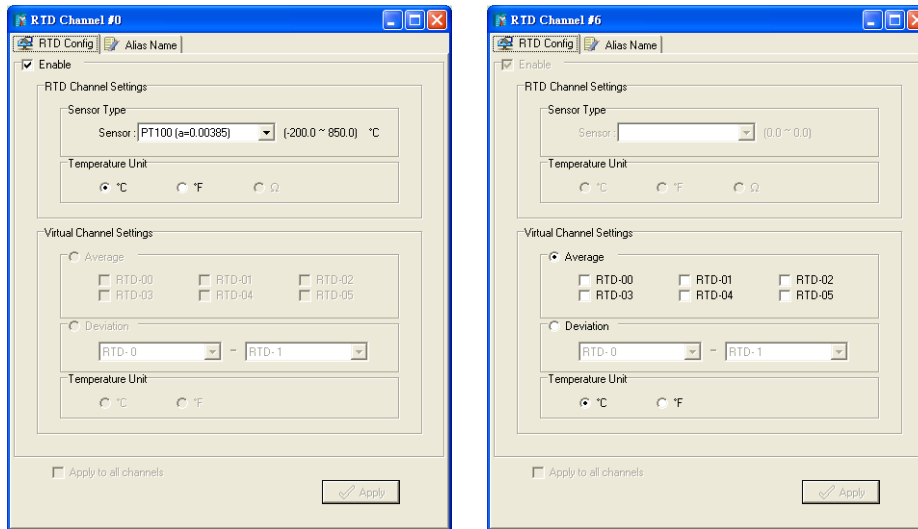 RTD Channel #0
RTD Config Alias Name
Enable
RTD Channel Settings
Sensor Type
Sensor : PT100 (a=0.00385) (-200.0 ~ 850.0) °C
Temperature Unit
°C °F Ω
Virtual Channel Settings
Average
RTD-00 RTD-01 RTD-02
RTD-03 RTD-04 RTD-05
Deviation
RTD- 0 - RTD- 1
Temperature Unit
°C °F
Apply to all channels
Apply
RTD Channel #6
RTD Config Alias Name
Enable
RTD Channel Settings
Sensor Type
Sensor : (0.0 ~ 0.0)
Temperature Unit
°C °F Ω
Virtual Channel Settings
Average
RTD-00 RTD-01 RTD-02
RTD-03 RTD-04 RTD-05
Deviation
RTD- 0 - RTD- 1
Temperature Unit
°C °F
Apply to all channels
Apply